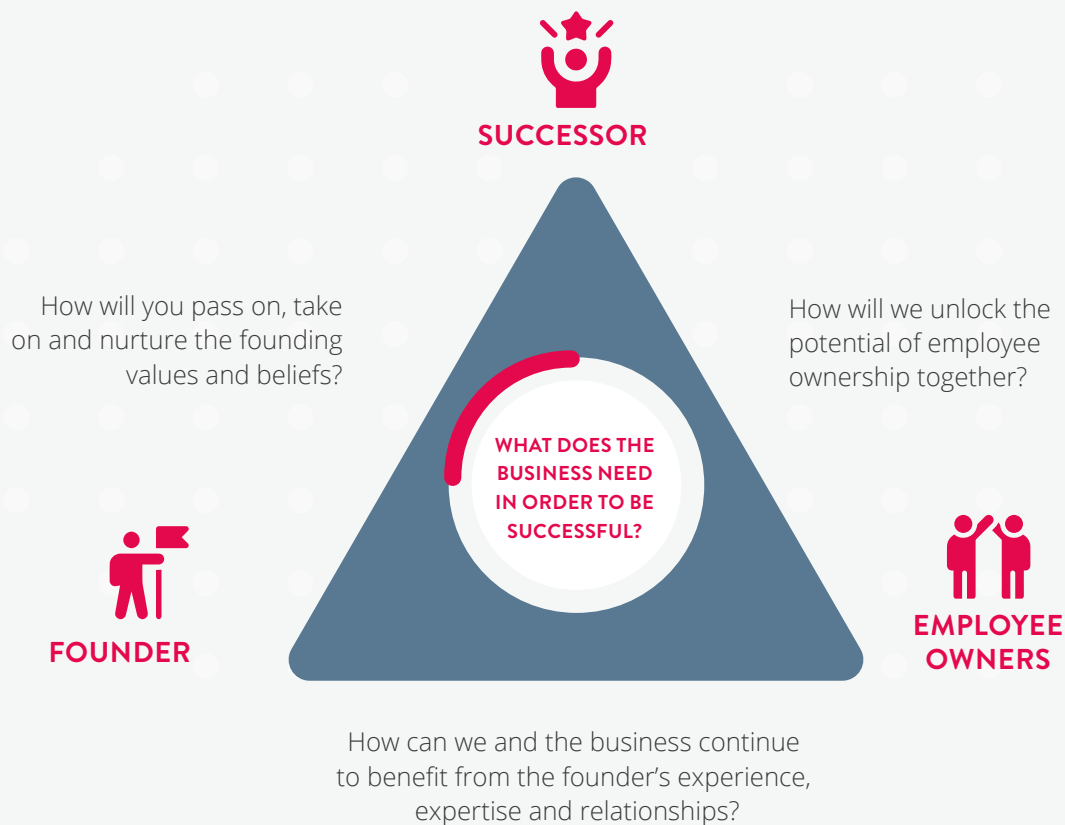 SUCCESSOR
How will you pass on, take
on and nurture the founding
values and beliefs?
How will we unlock the
potential of employee
ownership together?
WHAT DOES THE
BUSINESS NEED
IN ORDER TO BE
SUCCESSFUL?
FOUNDER
EMPLOYEE
OWNERS
How can we and the business continue
to benefit from the founder’s experience,
expertise and relationships?